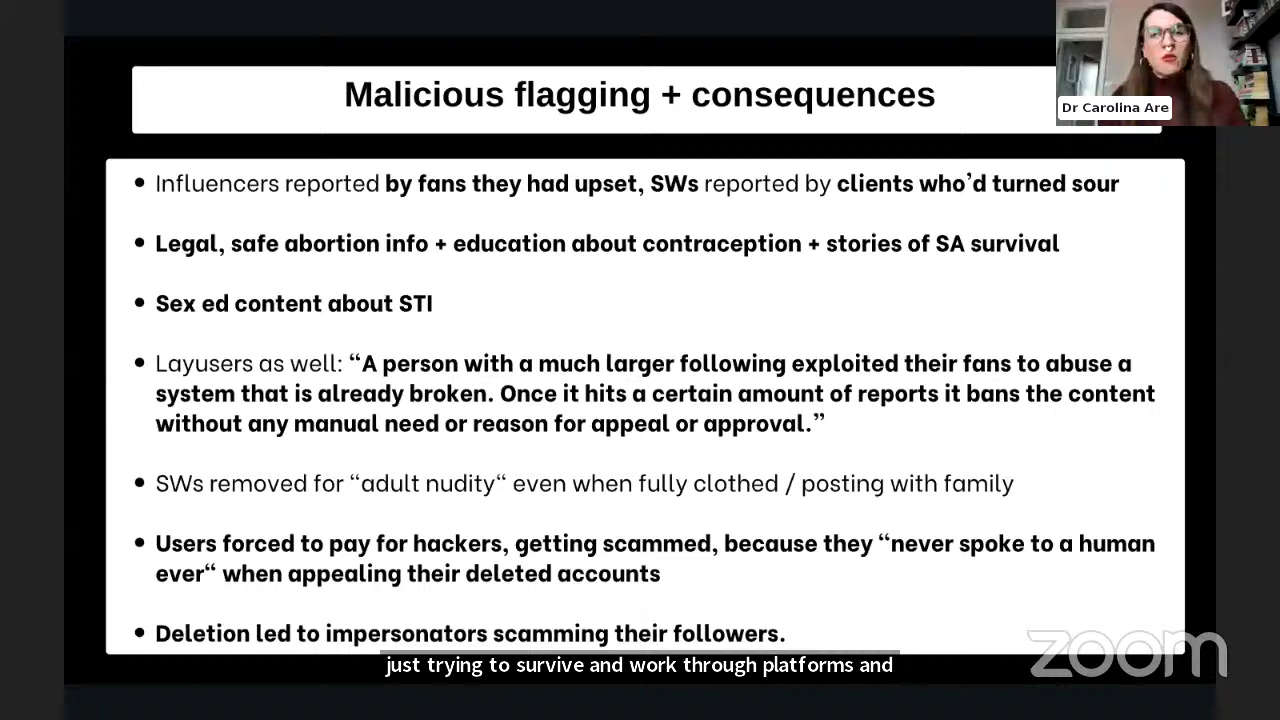 Malicious flagging + consequences
Dr Carolina Are
• Influencers reported by fans they had upset, SWs reported by clients who’d turned sour
• Legal, safe abortion info + education about contraception + stories of SA survival
• Sex ed content about STI
• Layusers as well: “A person with a much larger following exploited their fans to abuse a
system that is already broken. Once it hits a certain amount of reports it bans the content
without any manual need or reason for appeal or approval.”
• SWs removed for “adult nudity“ even when fully clothed / posting with family
• Users forced to pay for hackers, getting scammed, because they “never spoke to a human
ever“ when appealing their deleted accounts
• Deletion led to impersonators scamming their followers.
just trying to survive and work through platforms and
zoom